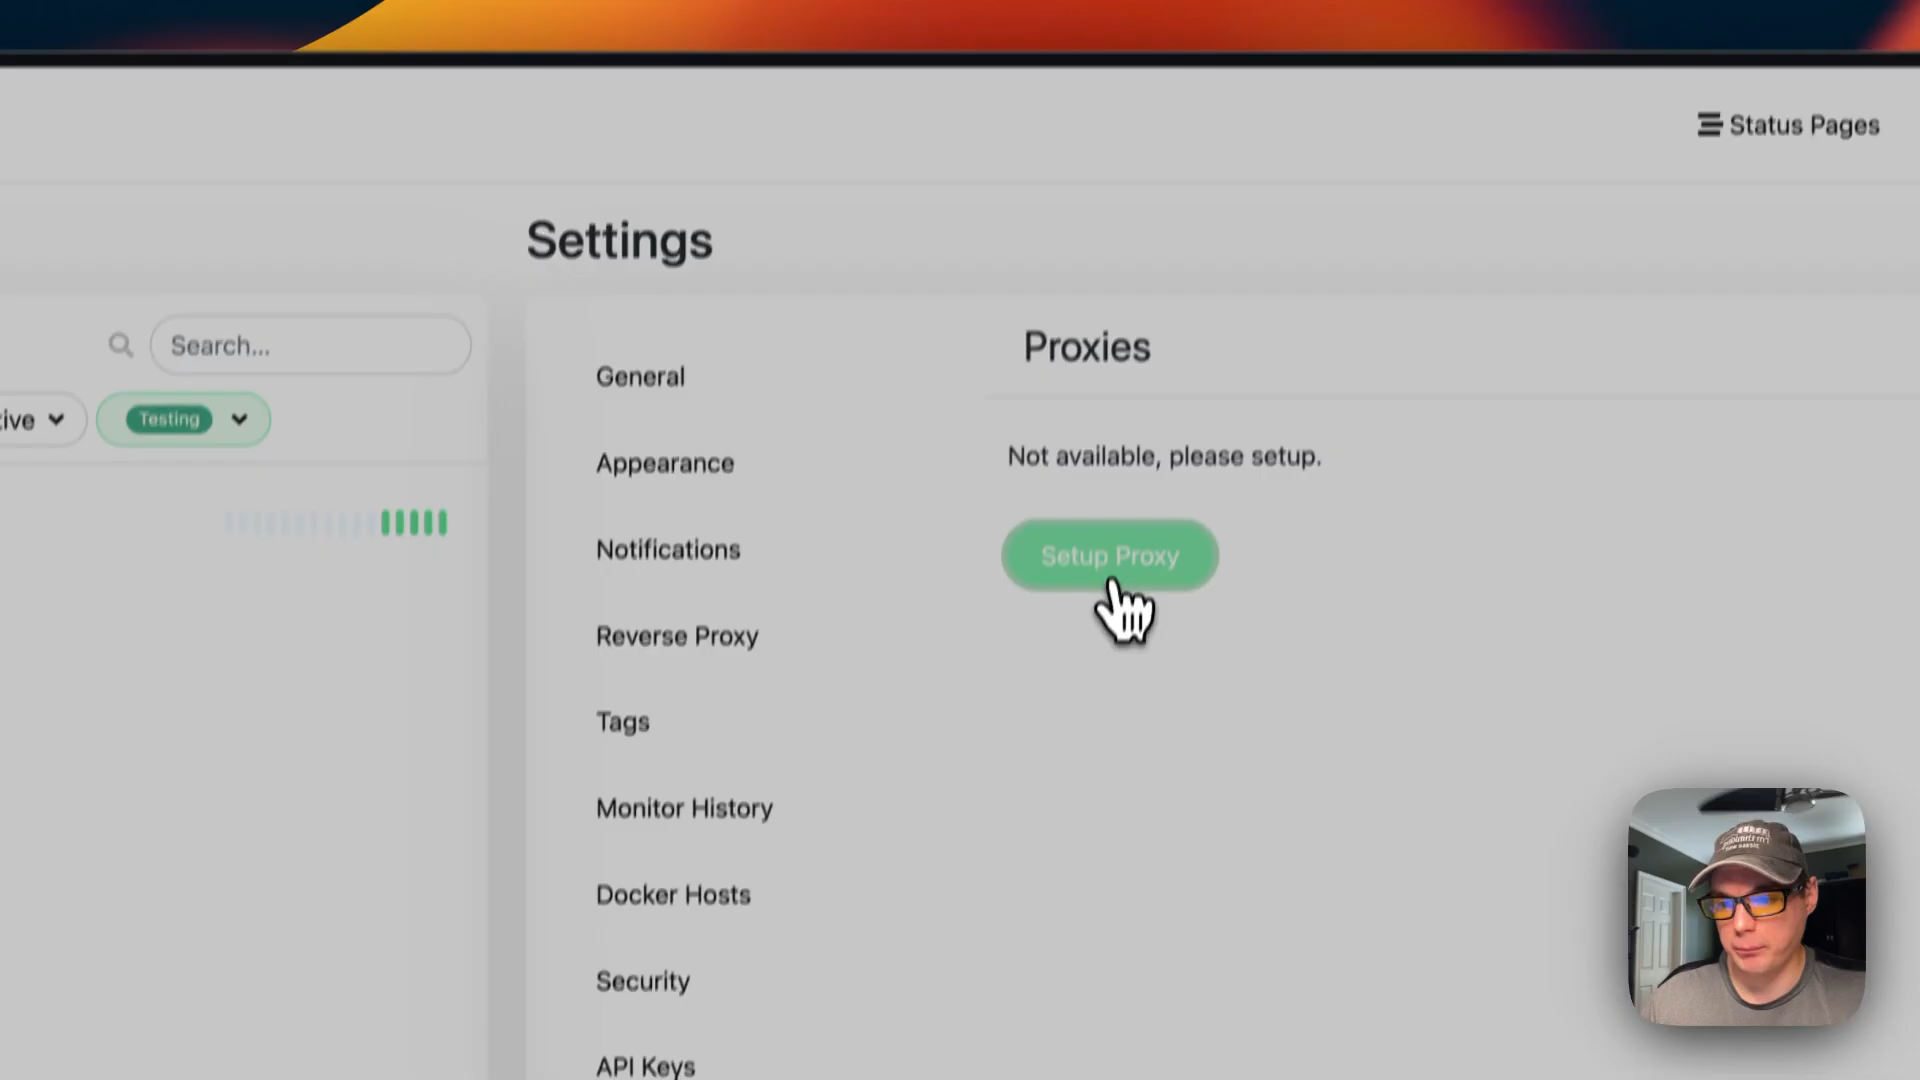 Status Pages
Settings
Search...
Proxies
General
tive
Testing
Appearance
Not available, please setup.
Notifications
Setup Proxy
Reverse Proxy
Tags
Monitor History
Docker Hosts
Security
API Keys